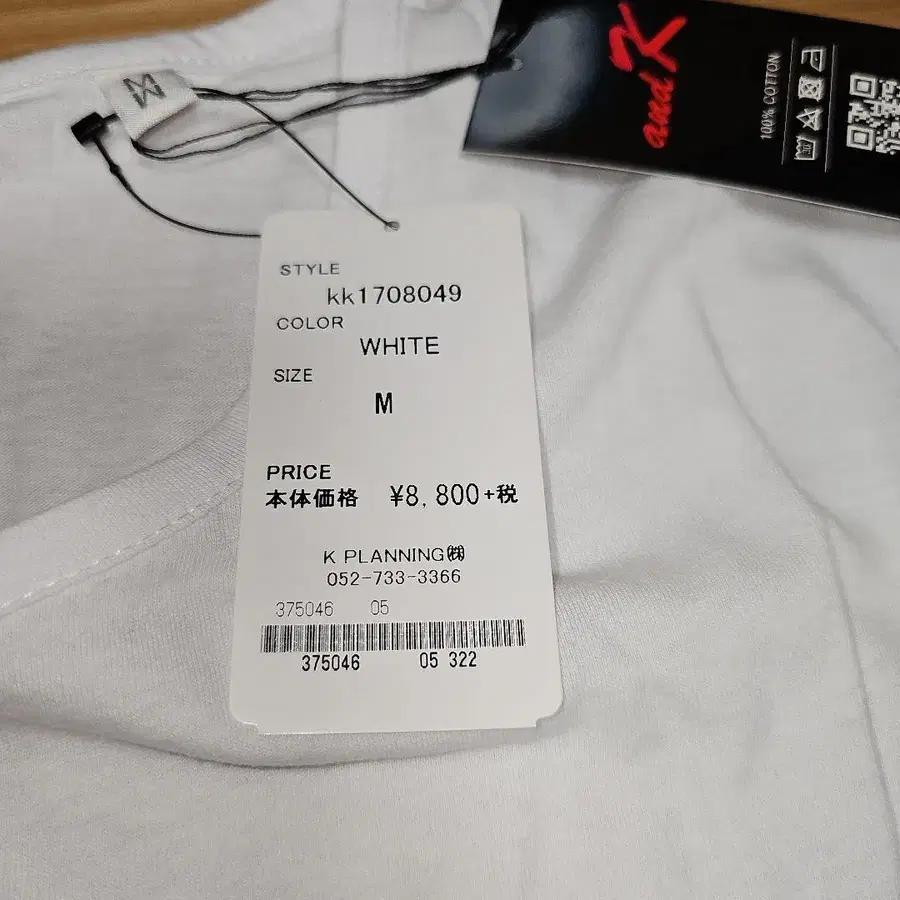 M
and K
100% COTTON
STYLE
kk1708049
COLOR
WHITE
SIZE
M
PRICE
本体価格 ¥8,800+税
K PLANNING㈱
052-733-3366
375046 05
375046 05 322